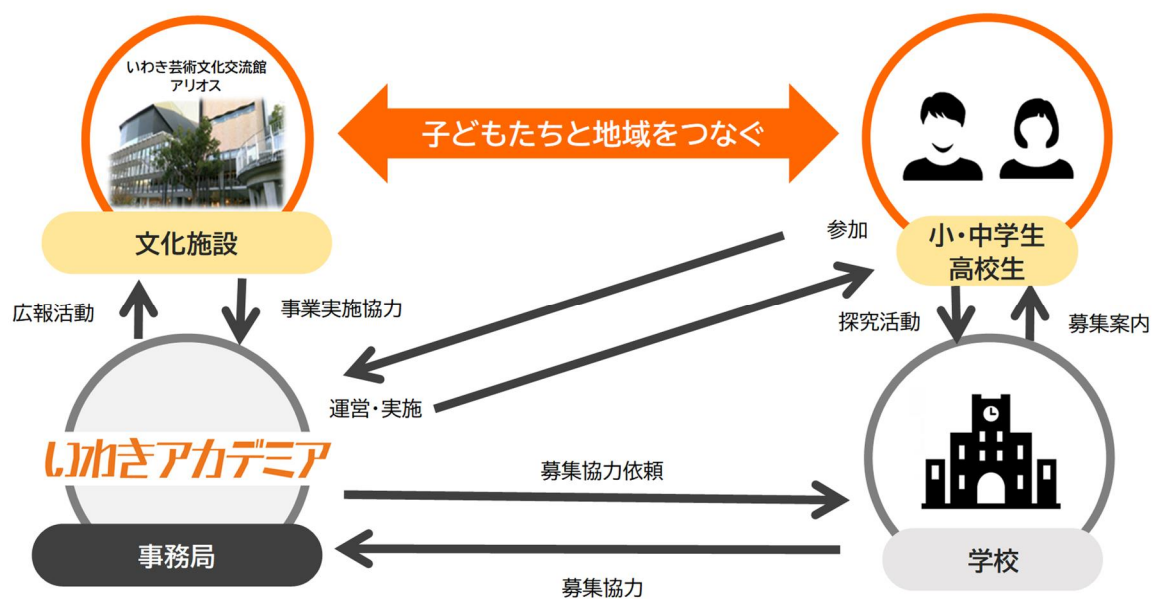 いわき芸術文化交流館
アリオス
子どもたちと地域をつなぐ
文化施設
参加
小・中学生
高校生
広報活動
事業実施協力
探究活動
募集案内
運営・実施
いわきアカデミア
募集協力依頼
事務局
学校
募集協力